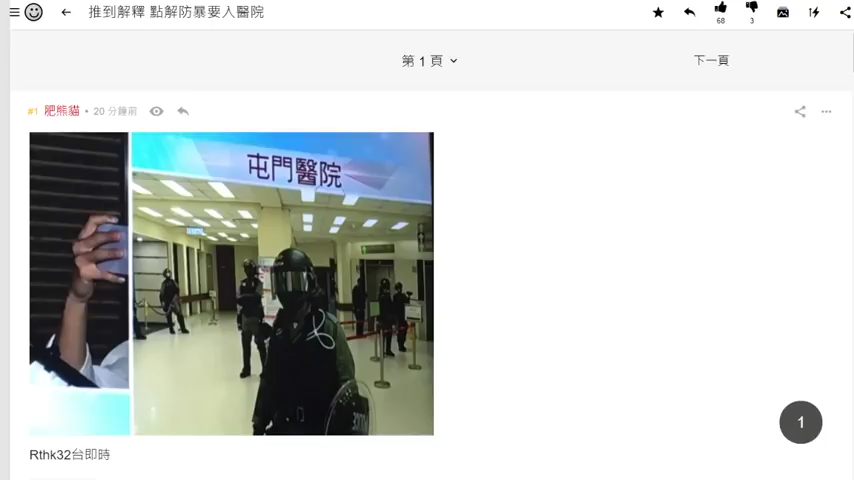 推到解釋 點解防暴要入醫院
68
3
第 1 頁
下一頁
#1 肥熊貓 • 20 分鐘前
屯門醫院
Rthk32台即時
1